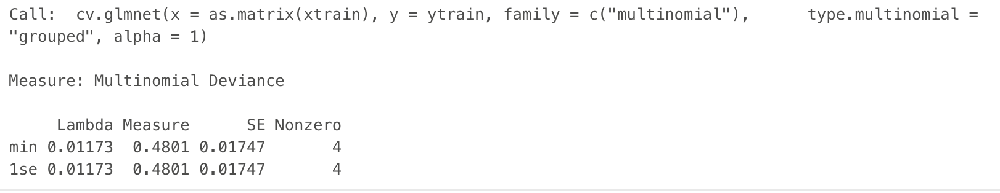 Call:  cv.glmnet(x = as.matrix(xtrain), y = ytrain, family = c("multinomial"),      type.multinomial =
"grouped", alpha = 1)
Measure: Multinomial Deviance
     Lambda Measure      SE Nonzero
min 0.01173  0.4801 0.01747       4
1se 0.01173  0.4801 0.01747       4